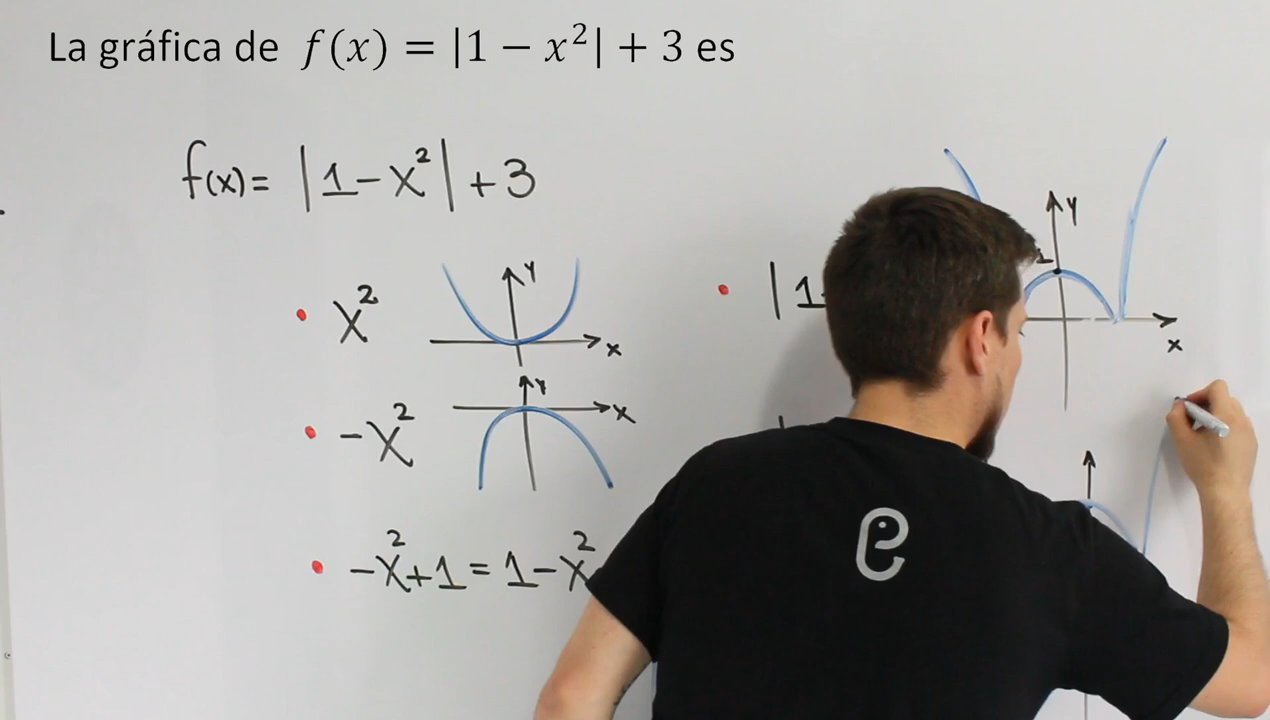 La gráfica de f(x) = |1 − x²| + 3 es
f(x) = |1-x²| +3
• x²
y
x
• -x²
y
x
• -x²+1 = 1-x²
• |1
1
y
x